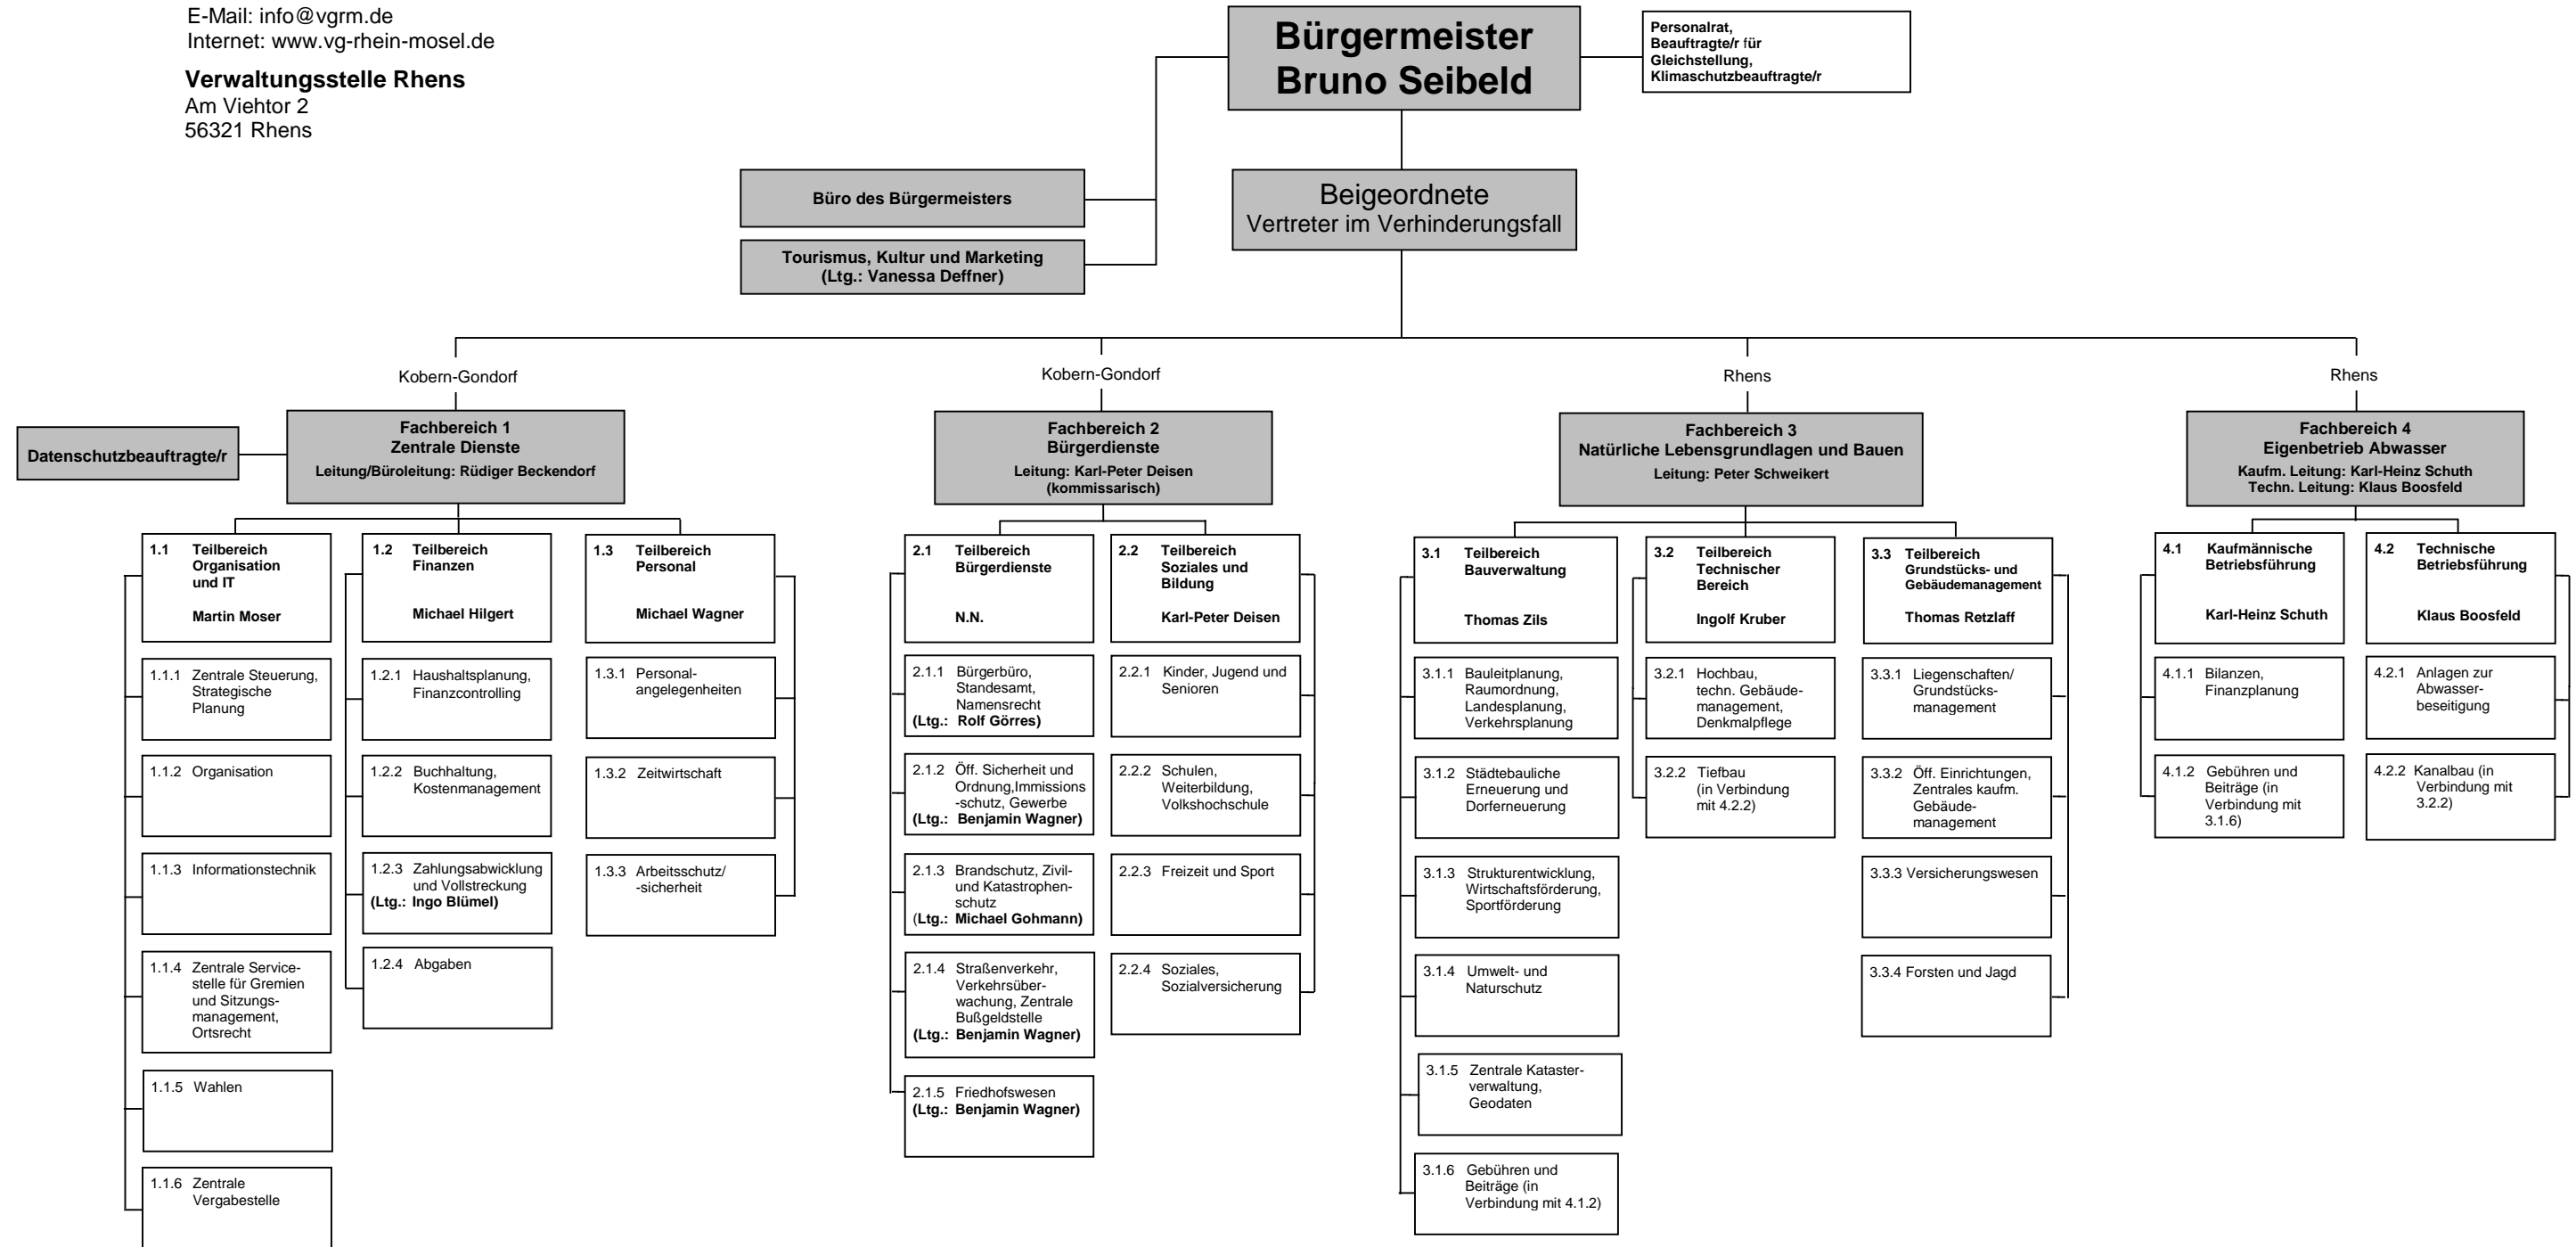 E-Mail: info@vgrm.de
Internet: www.vg-rhein-mosel.de
Verwaltungsstelle Rhens
Am Viehtor 2
56321 Rhens
Bürgermeister
Bruno Seibeld
Personalrat,
Beauftragte/r für
Gleichstellung,
Klimaschutzbeauftragte/r
Büro des Bürgermeisters
Tourismus, Kultur und Marketing
(Ltg.: Vanessa Deffner)
Beigeordnete
Vertreter im Verhinderungsfall
Kobern-Gondorf
Kobern-Gondorf
Rhens
Rhens
Datenschutzbeauftragte/r
Fachbereich 1
Zentrale Dienste
Leitung/Büroleitung: Rüdiger Beckendorf
Fachbereich 2
Bürgerdienste
Leitung: Karl-Peter Deisen
(kommissarisch)
Fachbereich 3
Natürliche Lebensgrundlagen und Bauen
Leitung: Peter Schweikert
Fachbereich 4
Eigenbetrieb Abwasser
Kaufm. Leitung: Karl-Heinz Schuth
Techn. Leitung: Klaus Boosfeld
1.1 Teilbereich
Organisation
und IT
Martin Moser
1.1.1 Zentrale Steuerung,
Strategische
Planung
1.1.2 Organisation
1.1.3 Informationstechnik
1.1.4 Zentrale Service-
stelle für Gremien
und Sitzungs-
management,
Ortsrecht
1.1.5 Wahlen
1.1.6 Zentrale
Vergabestelle
1.2 Teilbereich
Finanzen
Michael Hilgert
1.2.1 Haushaltsplanung,
Finanzcontrolling
1.2.2 Buchhaltung,
Kostenmanagement
1.2.3 Zahlungsabwicklung
und Vollstreckung
(Ltg.: Ingo Blümel)
1.2.4 Abgaben
1.3 Teilbereich
Personal
Michael Wagner
1.3.1 Personal-
angelegenheiten
1.3.2 Zeitwirtschaft
1.3.3 Arbeitsschutz/
-sicherheit
2.1 Teilbereich
Bürgerdienste
N.N.
2.1.1 Bürgerbüro,
Standesamt,
Namensrecht
(Ltg.: Rolf Görres)
2.1.2 Öff. Sicherheit und
Ordnung,Immissions
-schutz, Gewerbe
(Ltg.: Benjamin Wagner)
2.1.3 Brandschutz, Zivil-
und Katastrophen-
schutz
(Ltg.: Michael Gohmann)
2.1.4 Straßenverkehr,
Verkehrsüber-
wachung, Zentrale
Bußgeldstelle
(Ltg.: Benjamin Wagner)
2.1.5 Friedhofswesen
(Ltg.: Benjamin Wagner)
2.2 Teilbereich
Soziales und
Bildung
Karl-Peter Deisen
2.2.1 Kinder, Jugend und
Senioren
2.2.2 Schulen,
Weiterbildung,
Volkshochschule
2.2.3 Freizeit und Sport
2.2.4 Soziales,
Sozialversicherung
3.1 Teilbereich
Bauverwaltung
Thomas Zils
3.1.1 Bauleitplanung,
Raumordnung,
Landesplanung,
Verkehrsplanung
3.1.2 Städtebauliche
Erneuerung und
Dorferneuerung
3.1.3 Strukturentwicklung,
Wirtschaftsförderung,
Sportförderung
3.1.4 Umwelt- und
Naturschutz
3.1.5 Zentrale Kataster-
verwaltung,
Geodaten
3.1.6 Gebühren und
Beiträge (in
Verbindung mit 4.1.2)
3.2 Teilbereich
Technischer
Bereich
Ingolf Kruber
3.2.1 Hochbau,
techn. Gebäude-
management,
Denkmalpflege
3.2.2 Tiefbau
(in Verbindung
mit 4.2.2)
3.3 Teilbereich
Grundstücks- und
Gebäudemanagement
Thomas Retzlaff
3.3.1 Liegenschaften/
Grundstücks-
management
3.3.2 Öff. Einrichtungen,
Zentrales kaufm.
Gebäude-
management
3.3.3 Versicherungswesen
3.3.4 Forsten und Jagd
4.1 Kaufmännische
Betriebsführung
Karl-Heinz Schuth
4.1.1 Bilanzen,
Finanzplanung
4.1.2 Gebühren und
Beiträge (in
Verbindung mit
3.1.6)
4.2 Technische
Betriebsführung
Klaus Boosfeld
4.2.1 Anlagen zur
Abwasser-
beseitigung
4.2.2 Kanalbau (in
Verbindung mit
3.2.2)